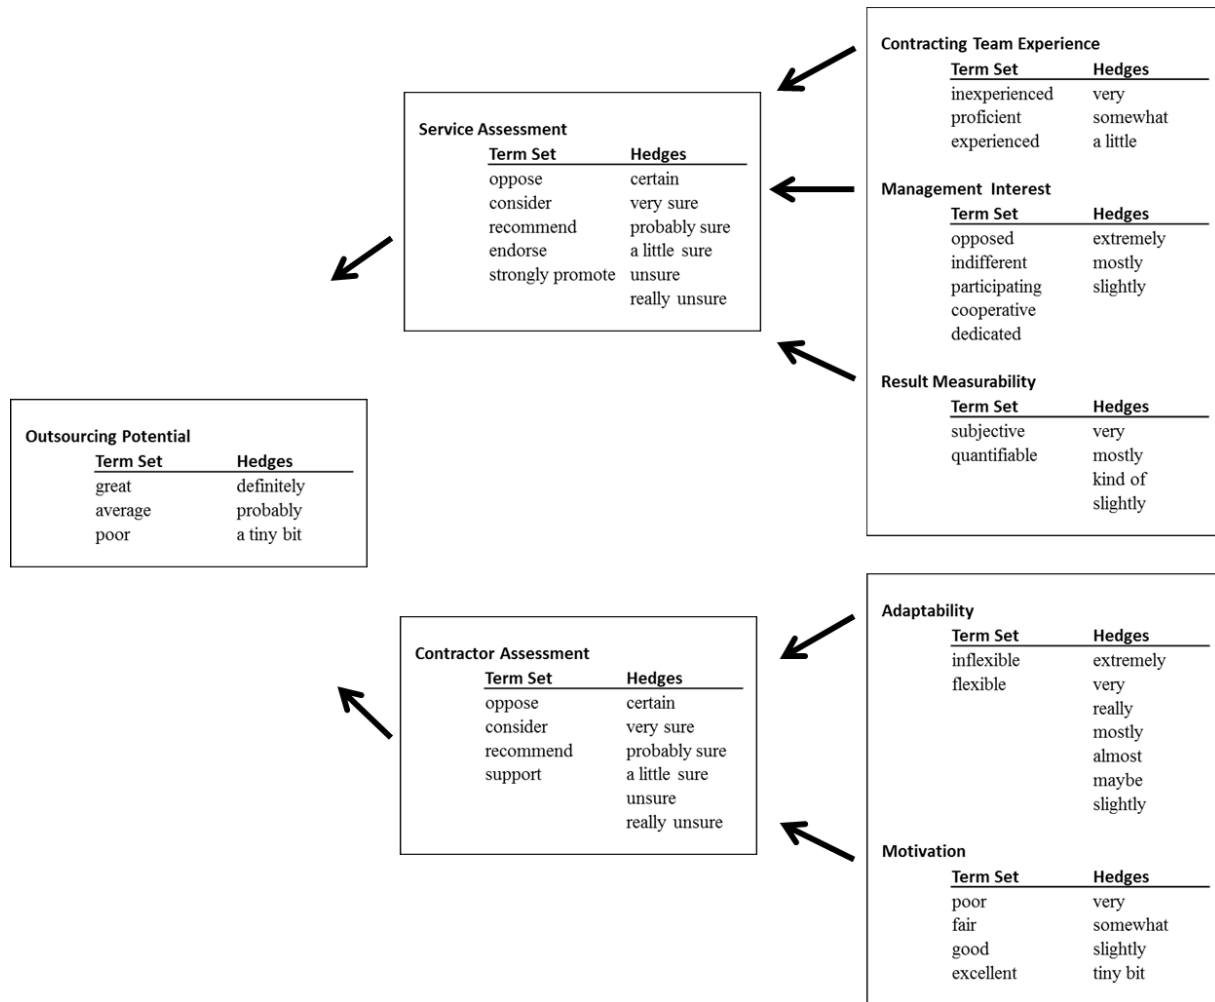 Contracting Team Experience
Term Set Hedges
inexperienced very
proficient somewhat
experienced a little
Management Interest
Term Set Hedges
opposed extremely
indifferent mostly
participating slightly
cooperative
dedicated
Result Measurability
Term Set Hedges
subjective very
quantifiable mostly
kind of
slightly
Service Assessment
Term Set Hedges
oppose certain
consider very sure
recommend probably sure
endorse a little sure
strongly promote unsure
really unsure
Outsourcing Potential
Term Set Hedges
great definitely
average probably
poor a tiny bit
Contractor Assessment
Term Set Hedges
oppose certain
consider very sure
recommend probably sure
support a little sure
unsure
really unsure
Adaptability
Term Set Hedges
inflexible extremely
flexible very
really
mostly
almost
maybe
slightly
Motivation
Term Set Hedges
poor very
fair somewhat
good slightly
excellent tiny bit